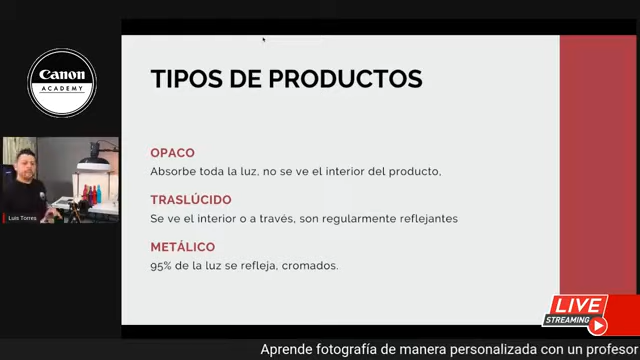 Canon
ACADEMY
TIPOS DE PRODUCTOS
OPACO
Absorbe toda la luz, no se ve el interior del producto,
TRASLÚCIDO
Se ve el interior o a través, son regularmente reflejantes
METÁLICO
95% de la luz se refleja, cromados.
Luis Torres
LIVE
STREAMING
Aprende fotografía de manera personalizada con un profesor